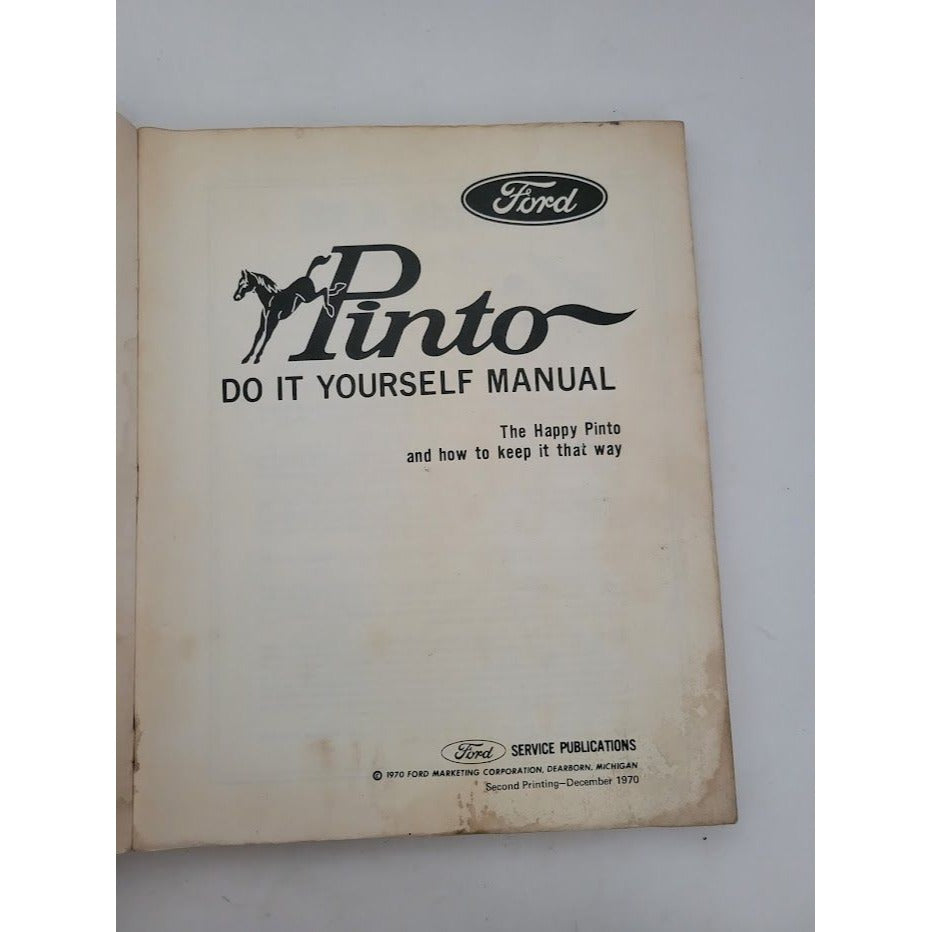 Ford
Pinto
DO IT YOURSELF MANUAL
The Happy Pinto
and how to keep it that way
Ford SERVICE PUBLICATIONS
© 1970 FORD MARKETING CORPORATION, DEARBORN, MICHIGAN
Second Printing—December 1970